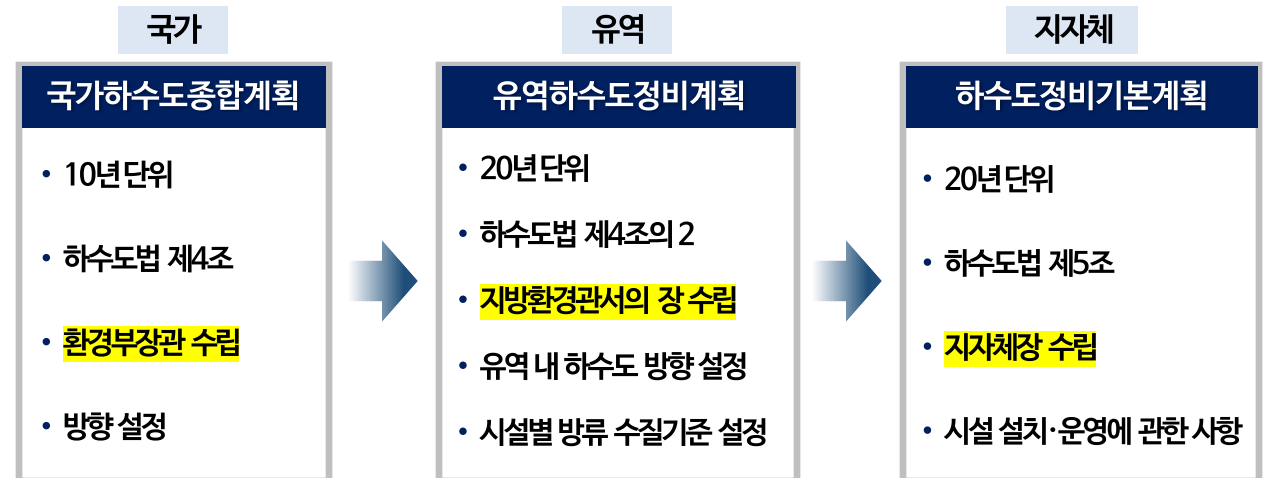 국가
국가하수도종합계획
• 10년 단위
• 하수도법 제4조
• 환경부장관 수립
• 방향 설정
유역
유역하수도정비계획
• 20년 단위
• 하수도법 제4조의 2
• 지방환경관서의 장 수립
• 유역 내 하수도 방향 설정
• 시설별 방류 수질기준 설정
지자체
하수도정비기본계획
• 20년 단위
• 하수도법 제5조
• 지자체장 수립
• 시설 설치·운영에 관한 사항